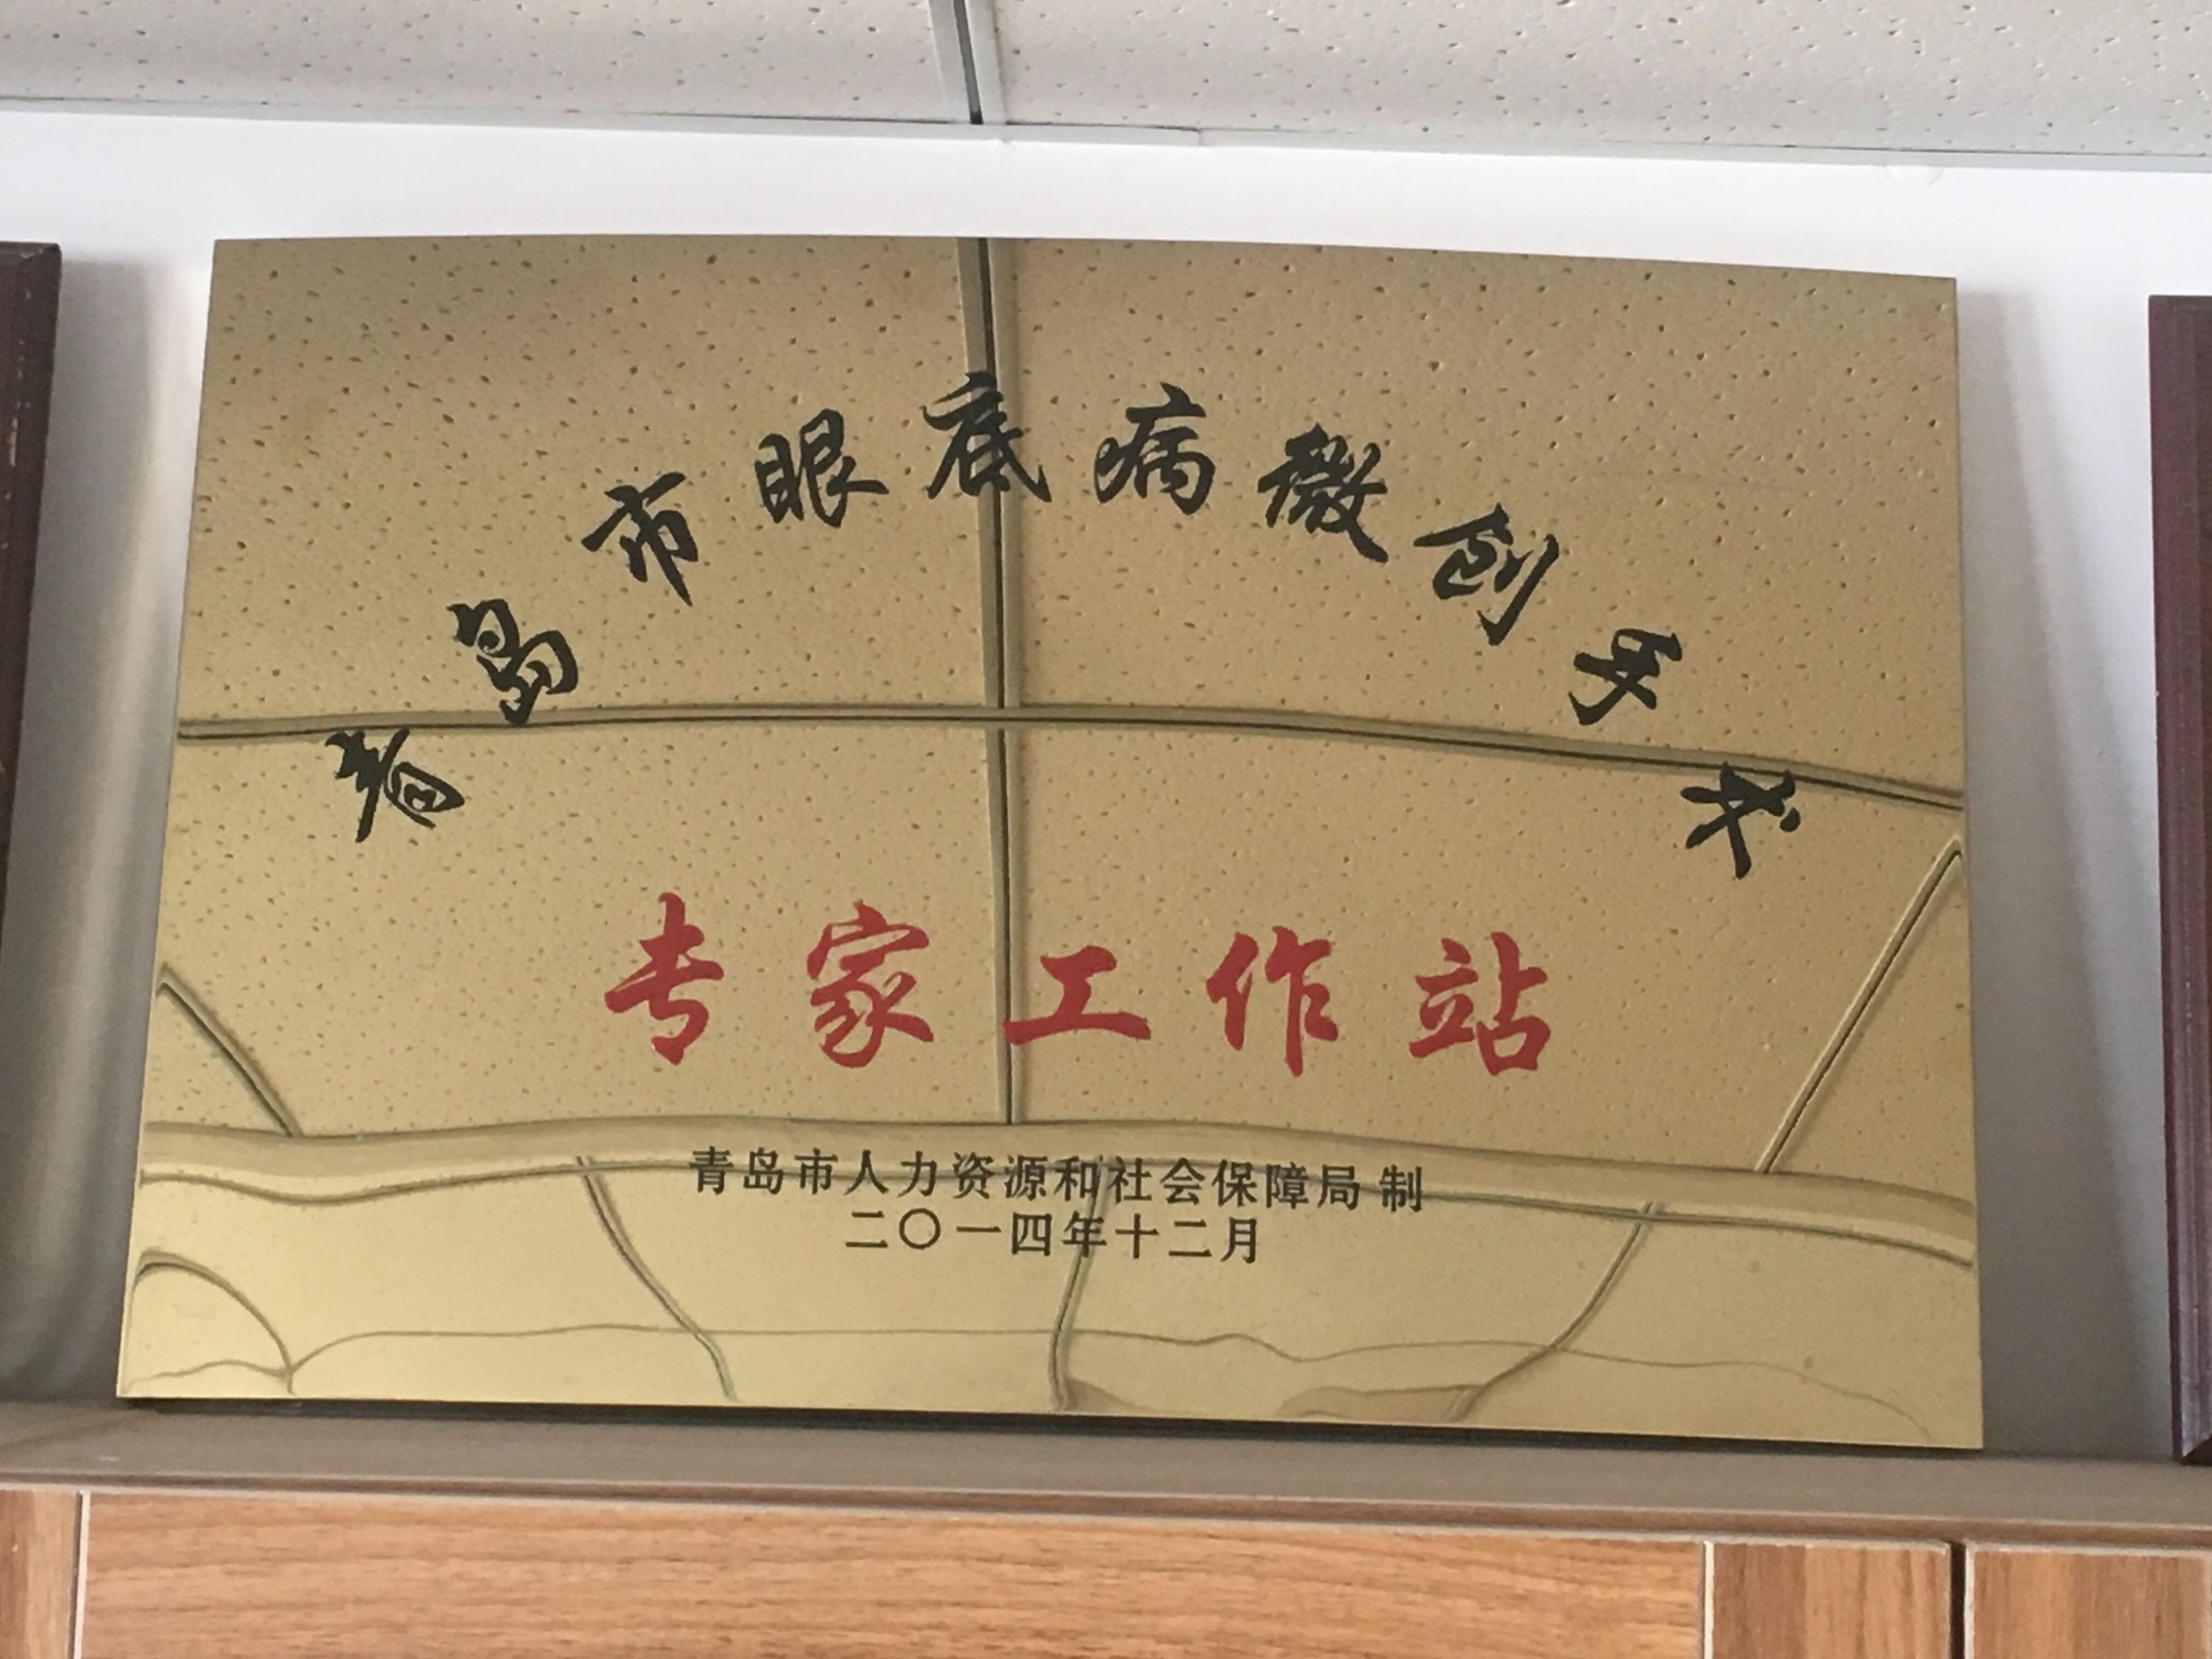 青岛市眼底病微创手术
专家工作站
青岛市人力资源和社会保障局 制
二〇一四年十二月